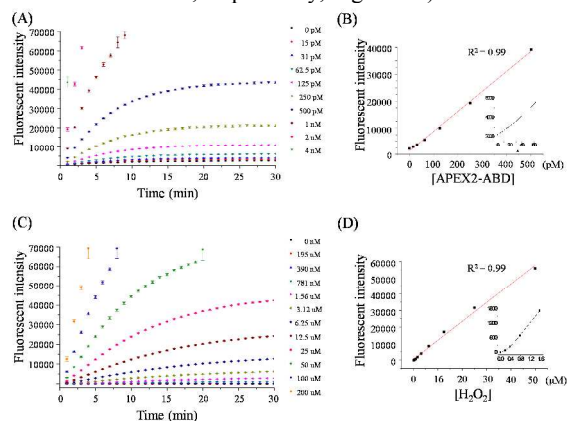 (A)
70000
60000
50000
40000
30000
20000
10000
Fluorescent intensity
0 5 10 15 20 25 30
Time (min)
0 pM
15 pM
31 pM
62.5 pM
125 pM
250 pM
500 pM
1 nM
2 nM
4 nM
(B)
R² = 0.99
40000
30000
20000
10000
0
Fluorescent intensity
0 100 200 300 400 500 (pM)
[APEX2-ABD]
(C)
70000
60000
50000
40000
30000
20000
10000
0
Fluorescent intensity
0 5 10 15 20 25 30
Time (min)
0 nM
195 nM
390 nM
781 nM
1.56 uM
3.12 uM
6.25 uM
12.5 uM
25 uM
50 uM
100 uM
200 uM
(D)
R² = 0.99
60000
50000
40000
30000
20000
10000
0
Fluorescent intensity
0 8 16 24 32 40 50 (μM)
[H₂O₂]